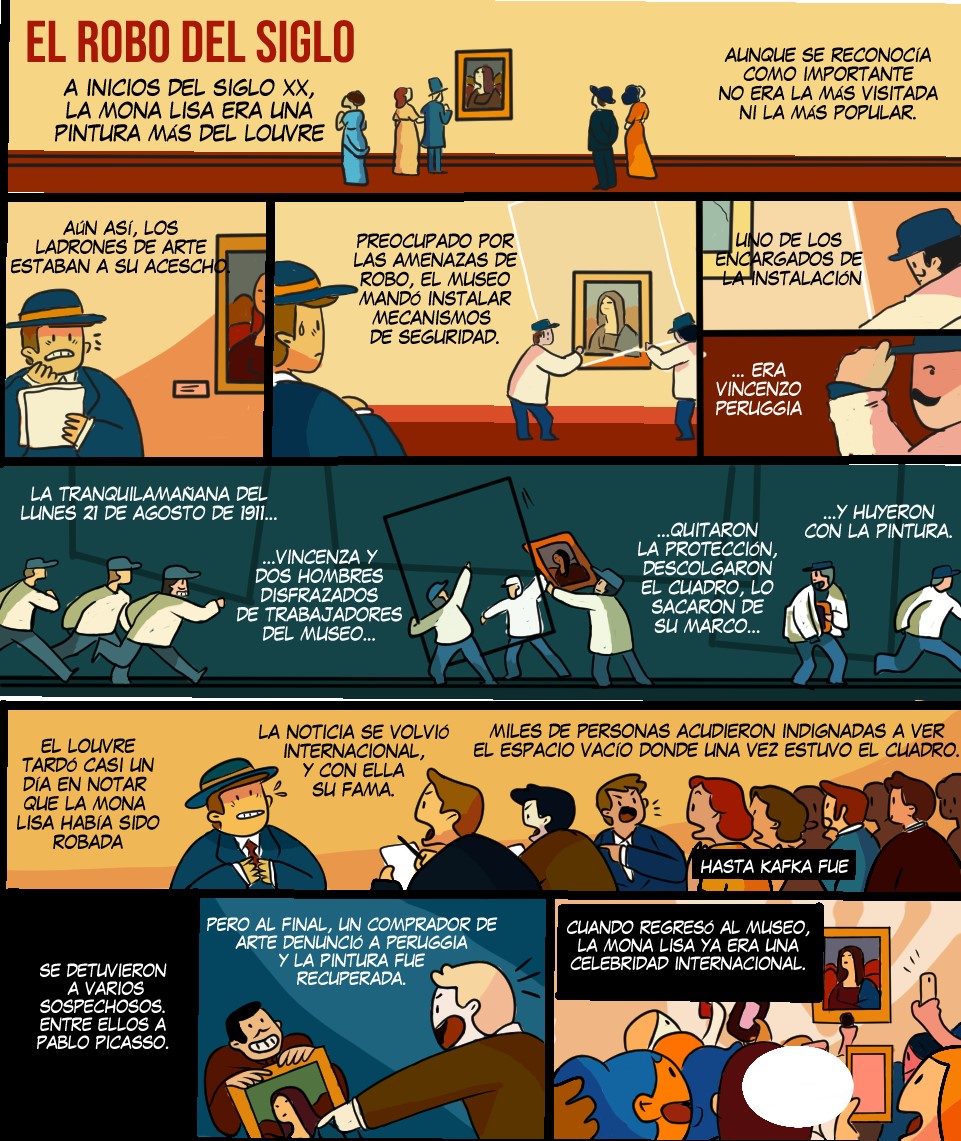 EL ROBO DEL SIGLO
A INICIOS DEL SIGLO XX,
LA MONA LISA ERA UNA
PINTURA MÁS DEL LOUVRE
AUNQUE SE RECONOCÍA
COMO IMPORTANTE
NO ERA LA MÁS VISITADA
NI LA MÁS POPULAR.
AÚN ASÍ, LOS
LADRONES DE ARTE
ESTABAN A SU ACESCHO.
PREOCUPADO POR
LAS AMENAZAS DE
ROBO, EL MUSEO
MANDÓ INSTALAR
MECANISMOS
DE SEGURIDAD.
UNO DE LOS
ENCARGADOS DE
LA INSTALACIÓN
... ERA
VINCENZO
PERUGGIA
LA TRANQUILAMAÑANA DEL
LUNES 21 DE AGOSTO DE 1911...
...VINCENZA Y
DOS HOMBRES
DISFRAZADOS
DE TRABAJADORES
DEL MUSEO...
...QUITARON
LA PROTECCIÓN,
DESCOLGARON
EL CUADRO, LO
SACARON DE
SU MARCO...
...Y HUYERON
CON LA PINTURA.
EL LOUVRE
TARDÓ CASI UN
DÍA EN NOTAR
QUE LA MONA
LISA HABÍA SIDO
ROBADA
LA NOTICIA SE VOLVIÓ
INTERNACIONAL,
Y CON ELLA
SU FAMA.
MILES DE PERSONAS ACUDIERON INDIGNADAS A VER
EL ESPACIO VACÍO DONDE UNA VEZ ESTUVO EL CUADRO.
HASTA KAFKA FUE
SE DETUVIERON
A VARIOS
SOSPECHOSOS.
ENTRE ELLOS A
PABLO PICASSO.
PERO AL FINAL, UN COMPRADOR DE
ARTE DENUNCIÓ A PERUGGIA
Y LA PINTURA FUE
RECUPERADA.
CUANDO REGRESÓ AL MUSEO,
LA MONA LISA YA ERA UNA
CELEBRIDAD INTERNACIONAL.